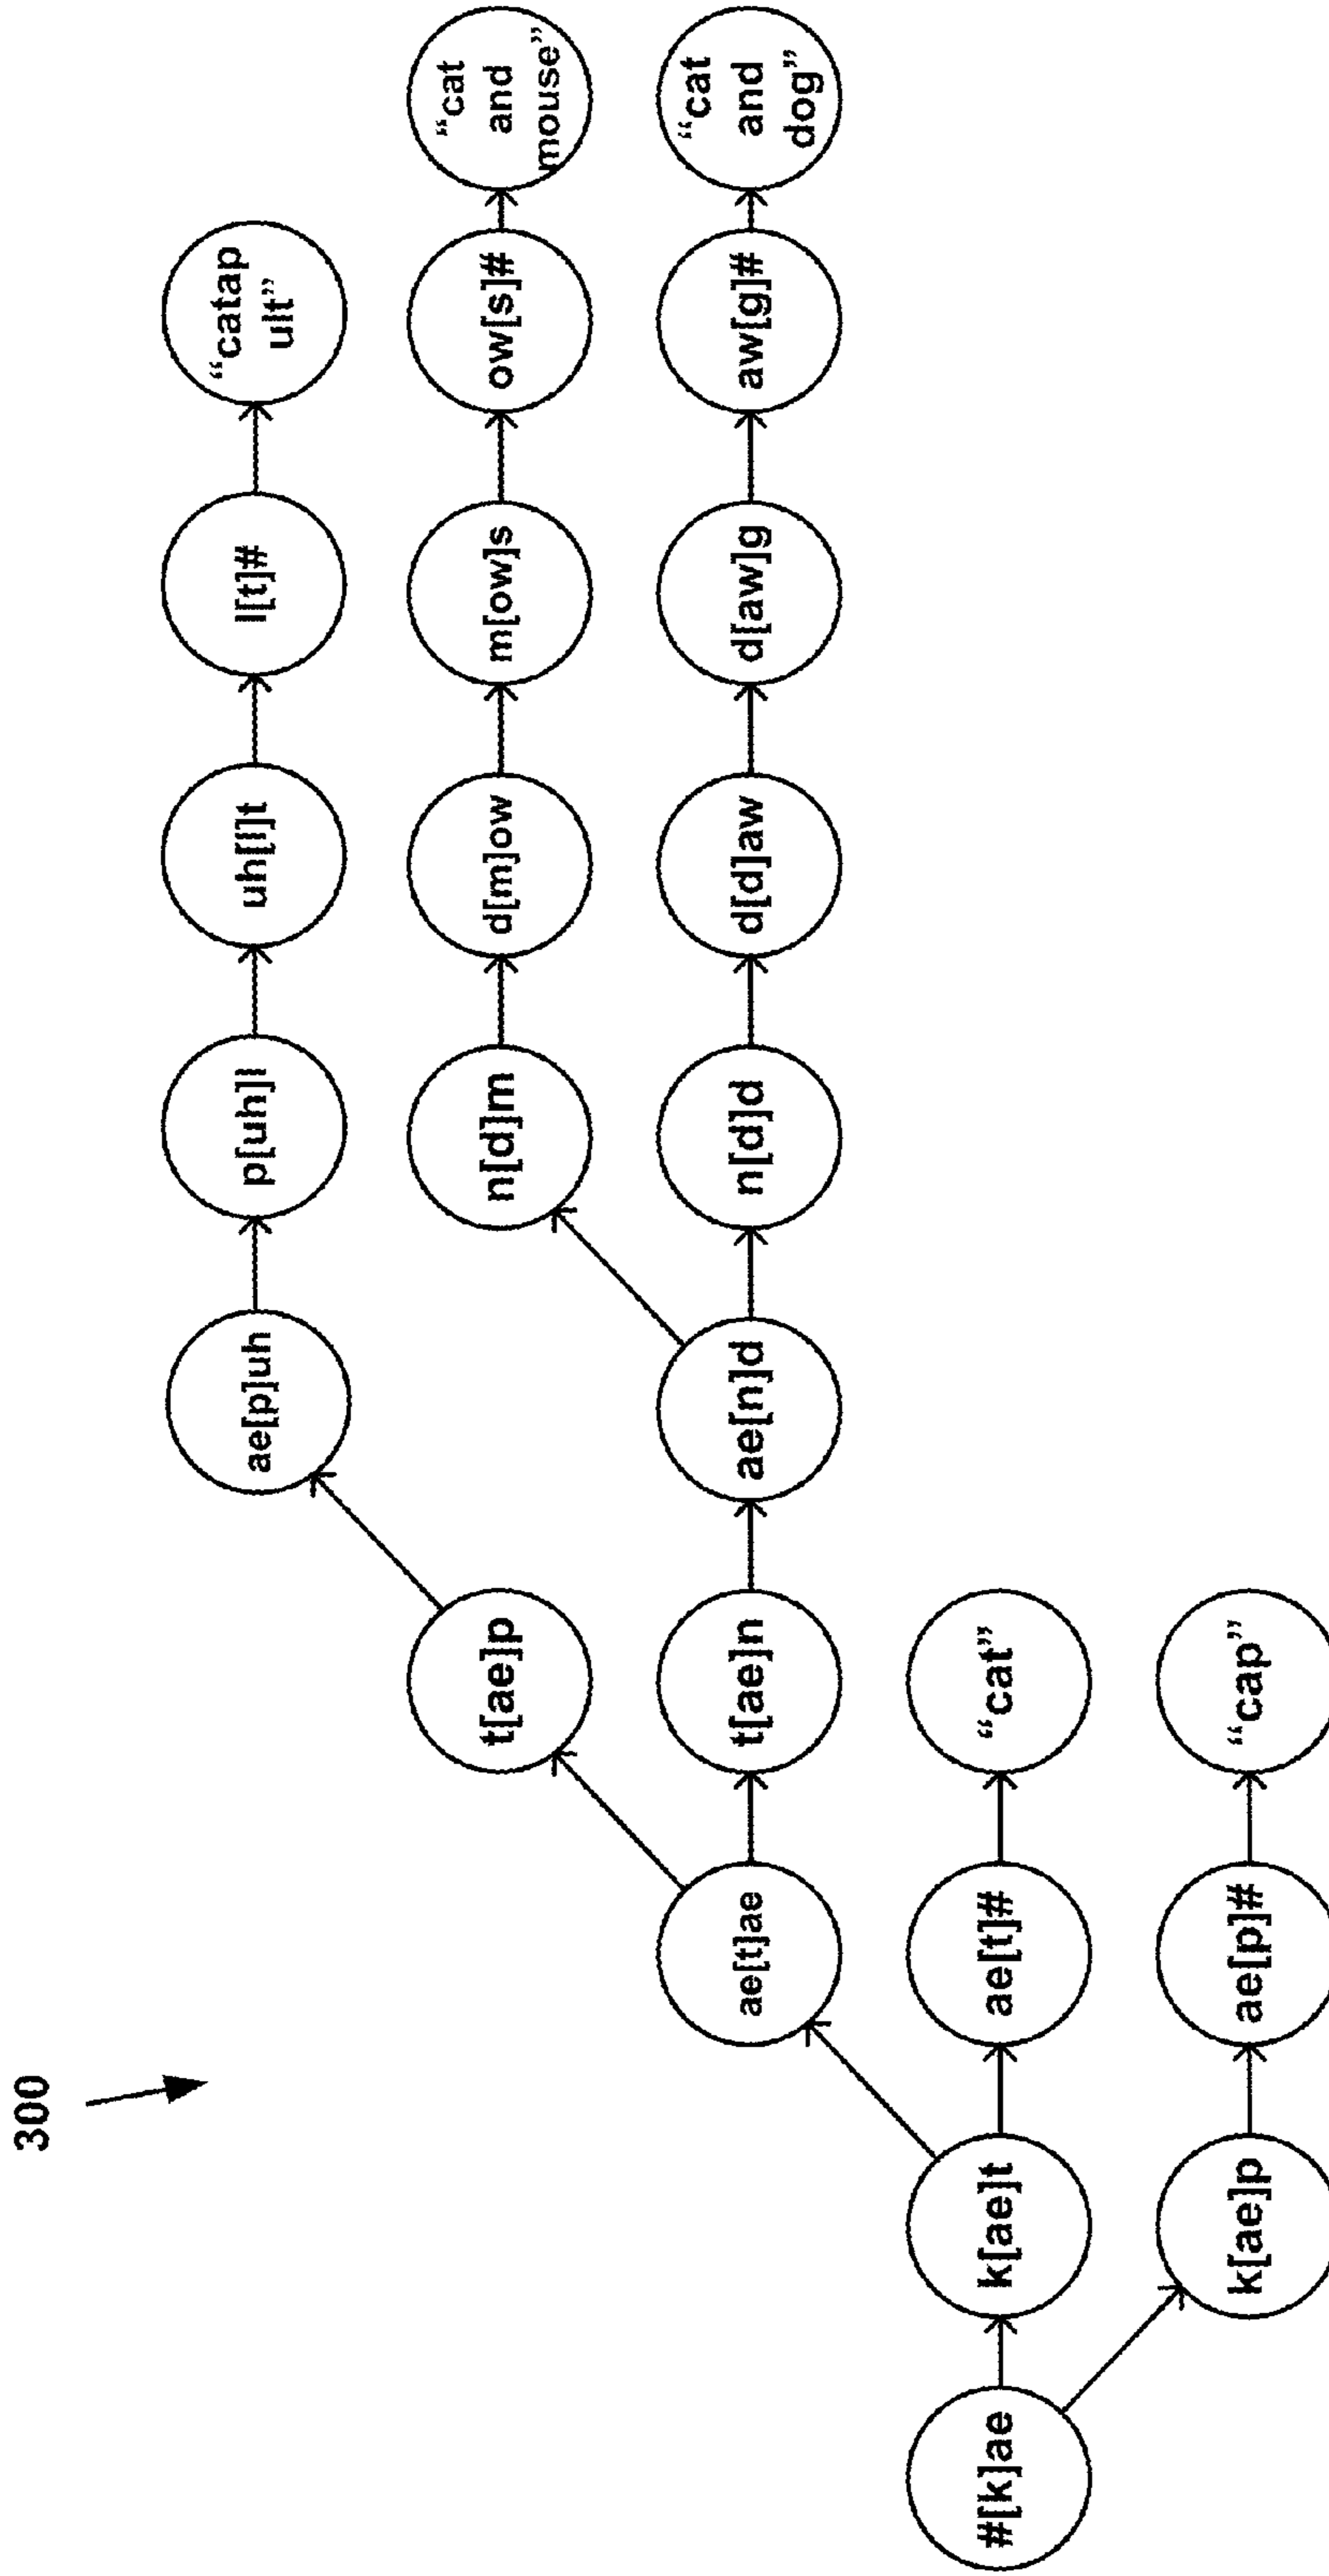 300
“catap
ult”
ae[p]uh
p[uh]l
uh[l]t
l[t]#
t[ae]p
n[d]m
d[m]ow
m[ow]s
ow[s]#
“cat
and
mouse”
ae[t]ae
t[ae]n
ae[n]d
n[d]d
d[d]aw
d[aw]g
aw[g]#
“cat
and
dog”
#[k]ae
k[ae]t
ae[t]#
“cat”
k[ae]p
ae[p]#
“cap”